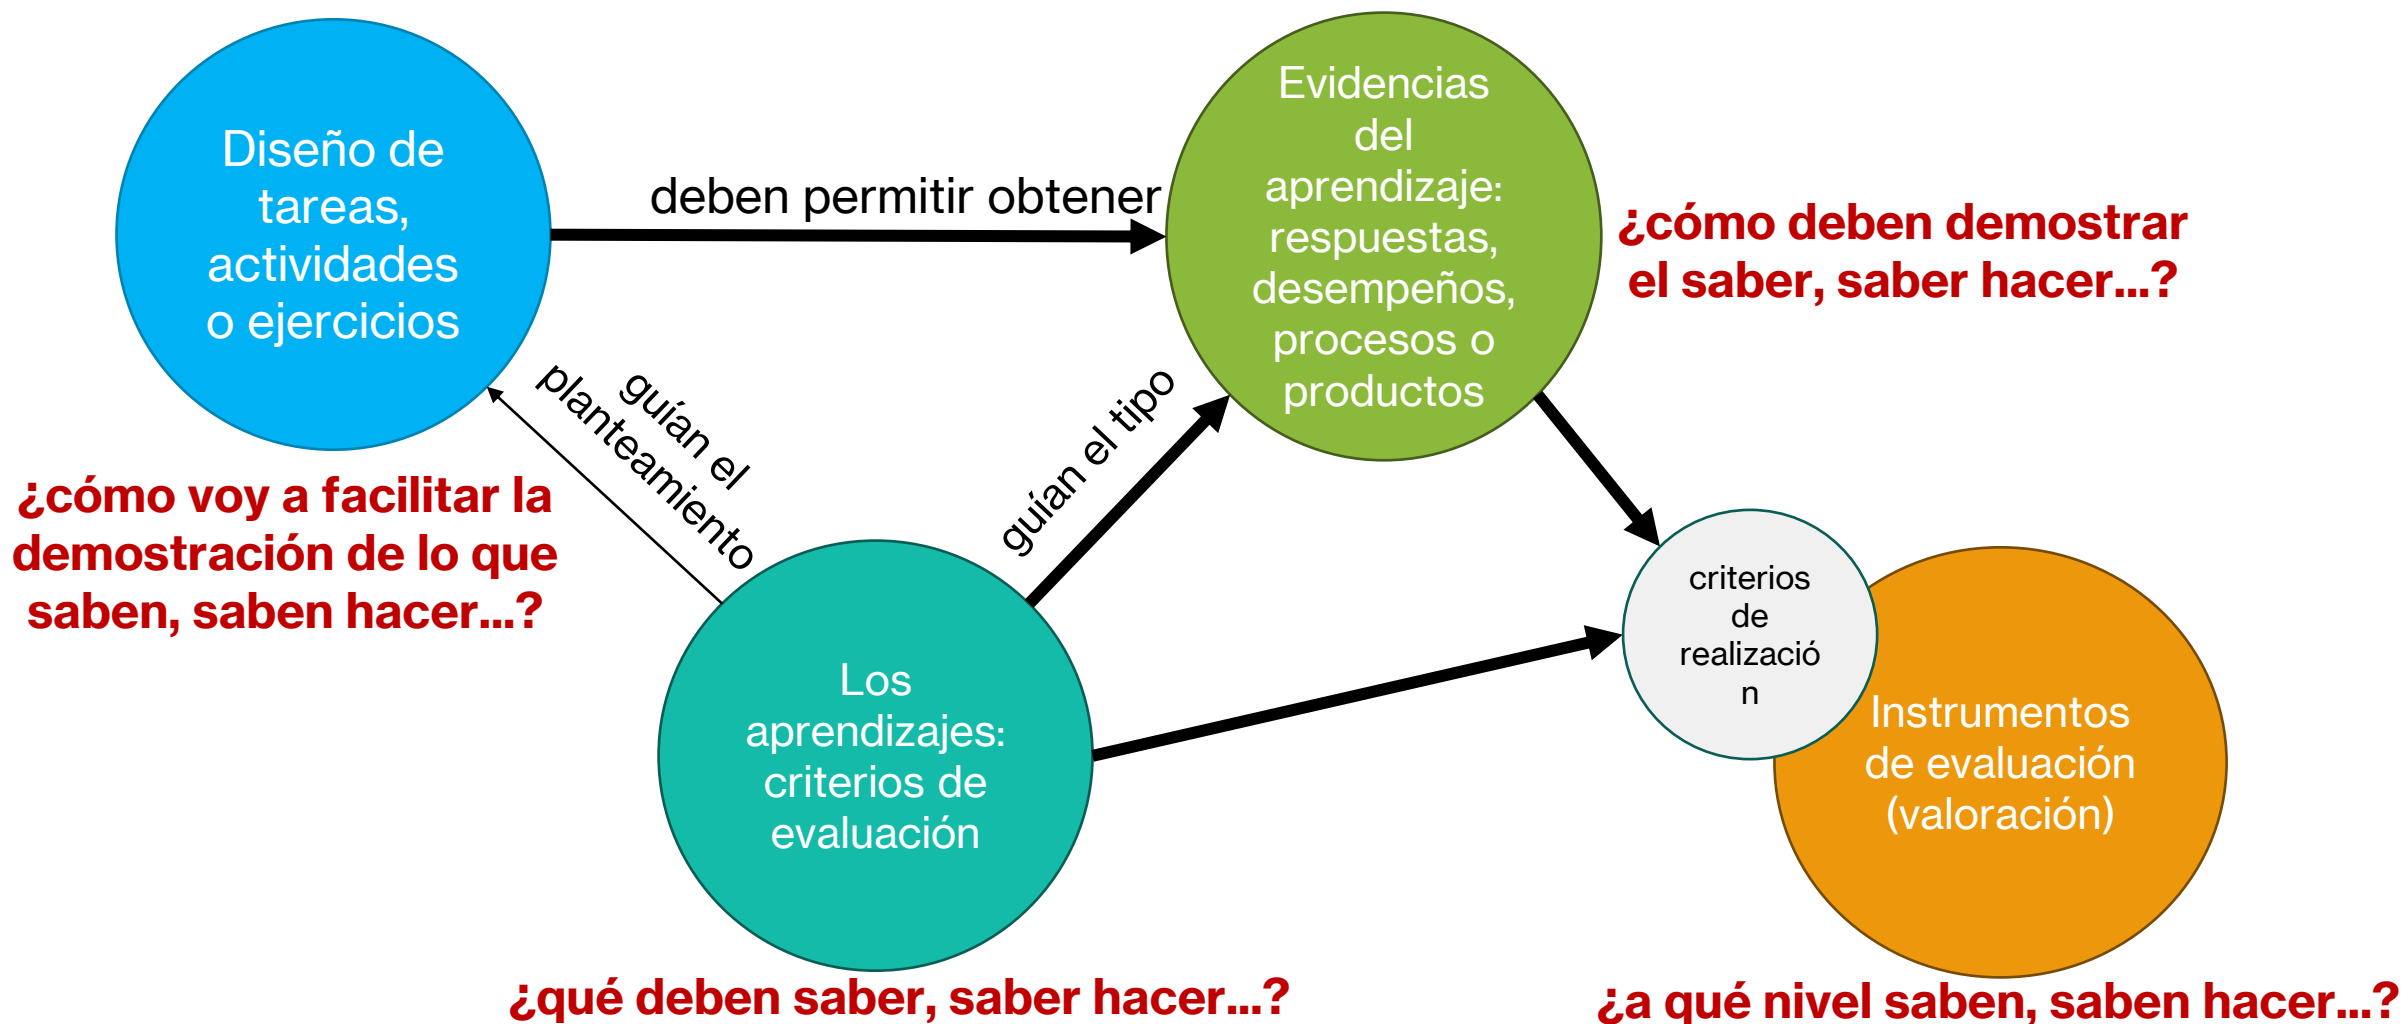 Diseño de
tareas,
actividades
o ejercicios
deben permitir obtener
Evidencias
del
aprendizaje:
respuestas,
desempeños,
procesos o
productos
¿cómo deben demostrar
el saber, saber hacer...?
guían el
planteamiento
guían el tipo
¿cómo voy a facilitar la
demostración de lo que
saben, saben hacer...?
criterios
de
realizació
n
Los
aprendizajes:
criterios de
evaluación
Instrumentos
de evaluación
(valoración)
¿qué deben saber, saber hacer...?
¿a qué nivel saben, saben hacer...?